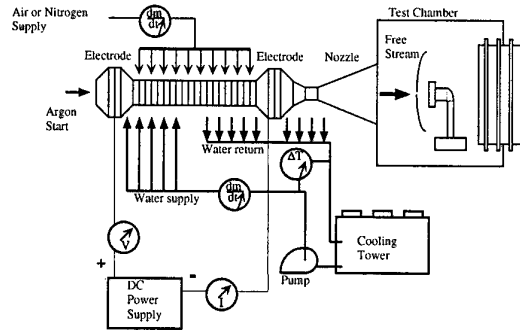 Air or Nitrogen
Supply
dm
dt
Test Chamber
Electrode
Electrode
Nozzle
Free
Stream
Argon
Start
Water return
ΔT
Water supply
dm
dt
V
Cooling
Tower
Pump
+
-
DC
Power
Supply
I